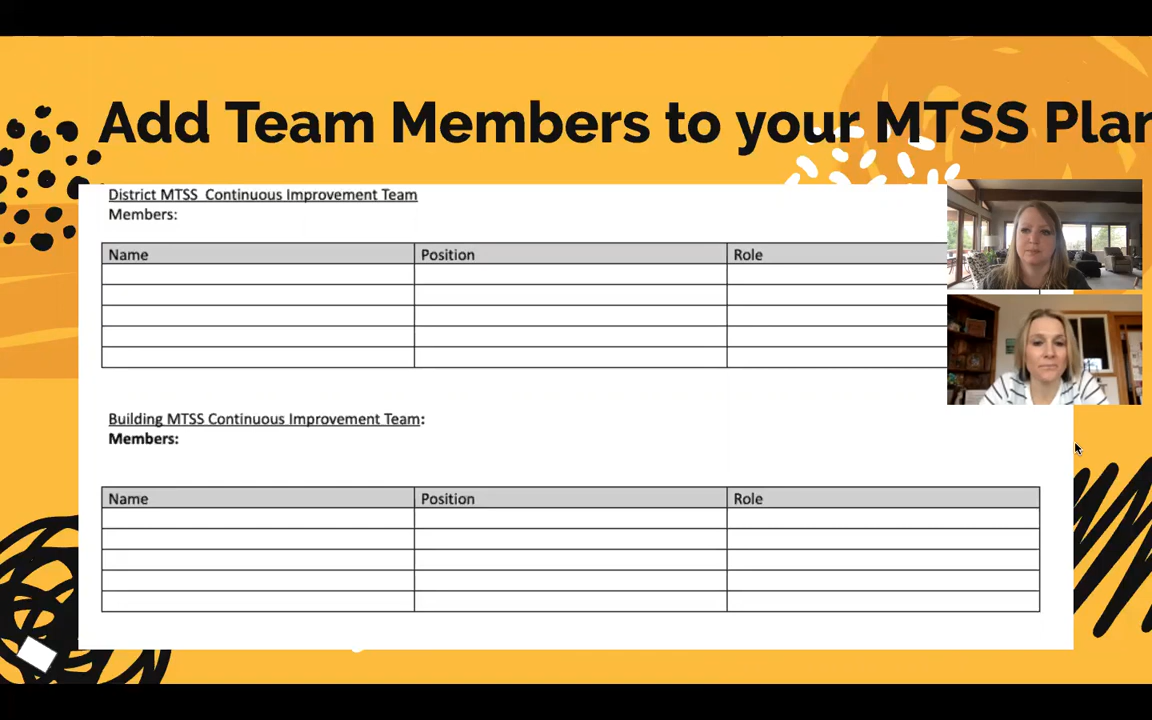 Add Team Members to your MTSS Plan
District MTSS  Continuous Improvement Team
Members:
Name Position Role
Building MTSS Continuous Improvement Team:
Members:
Name Position Role